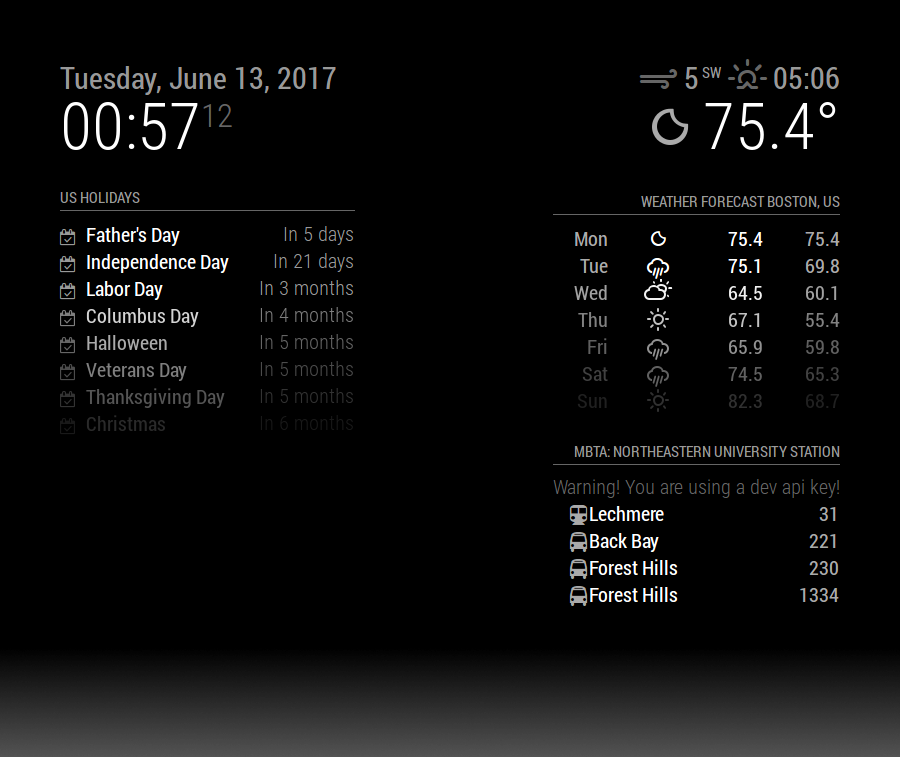 Tuesday, June 13, 2017
00:57 12
5 SW 05:06
75.4°
US HOLIDAYS
Father's Day In 5 days
Independence Day In 21 days
Labor Day In 3 months
Columbus Day In 4 months
Halloween In 5 months
Veterans Day In 5 months
Thanksgiving Day In 5 months
Christmas In 6 months
WEATHER FORECAST BOSTON, US
Mon 75.4 75.4
Tue 75.1 69.8
Wed 64.5 60.1
Thu 67.1 55.4
Fri 65.9 59.8
Sat 74.5 65.3
Sun 82.3 68.7
MBTA: NORTHEASTERN UNIVERSITY STATION
Warning! You are using a dev api key!
Lechmere 31
Back Bay 221
Forest Hills 230
Forest Hills 1334